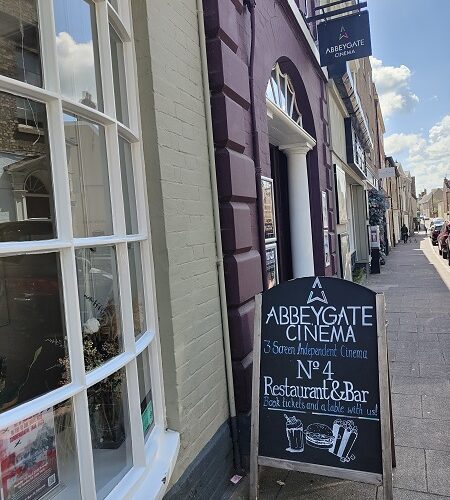 ABBEYGATE
CINEMA
ABBEYGATE
CINEMA
3 Screen Independent Cinema
No 4
Restaurant & Bar
Book tickets and a table with us!